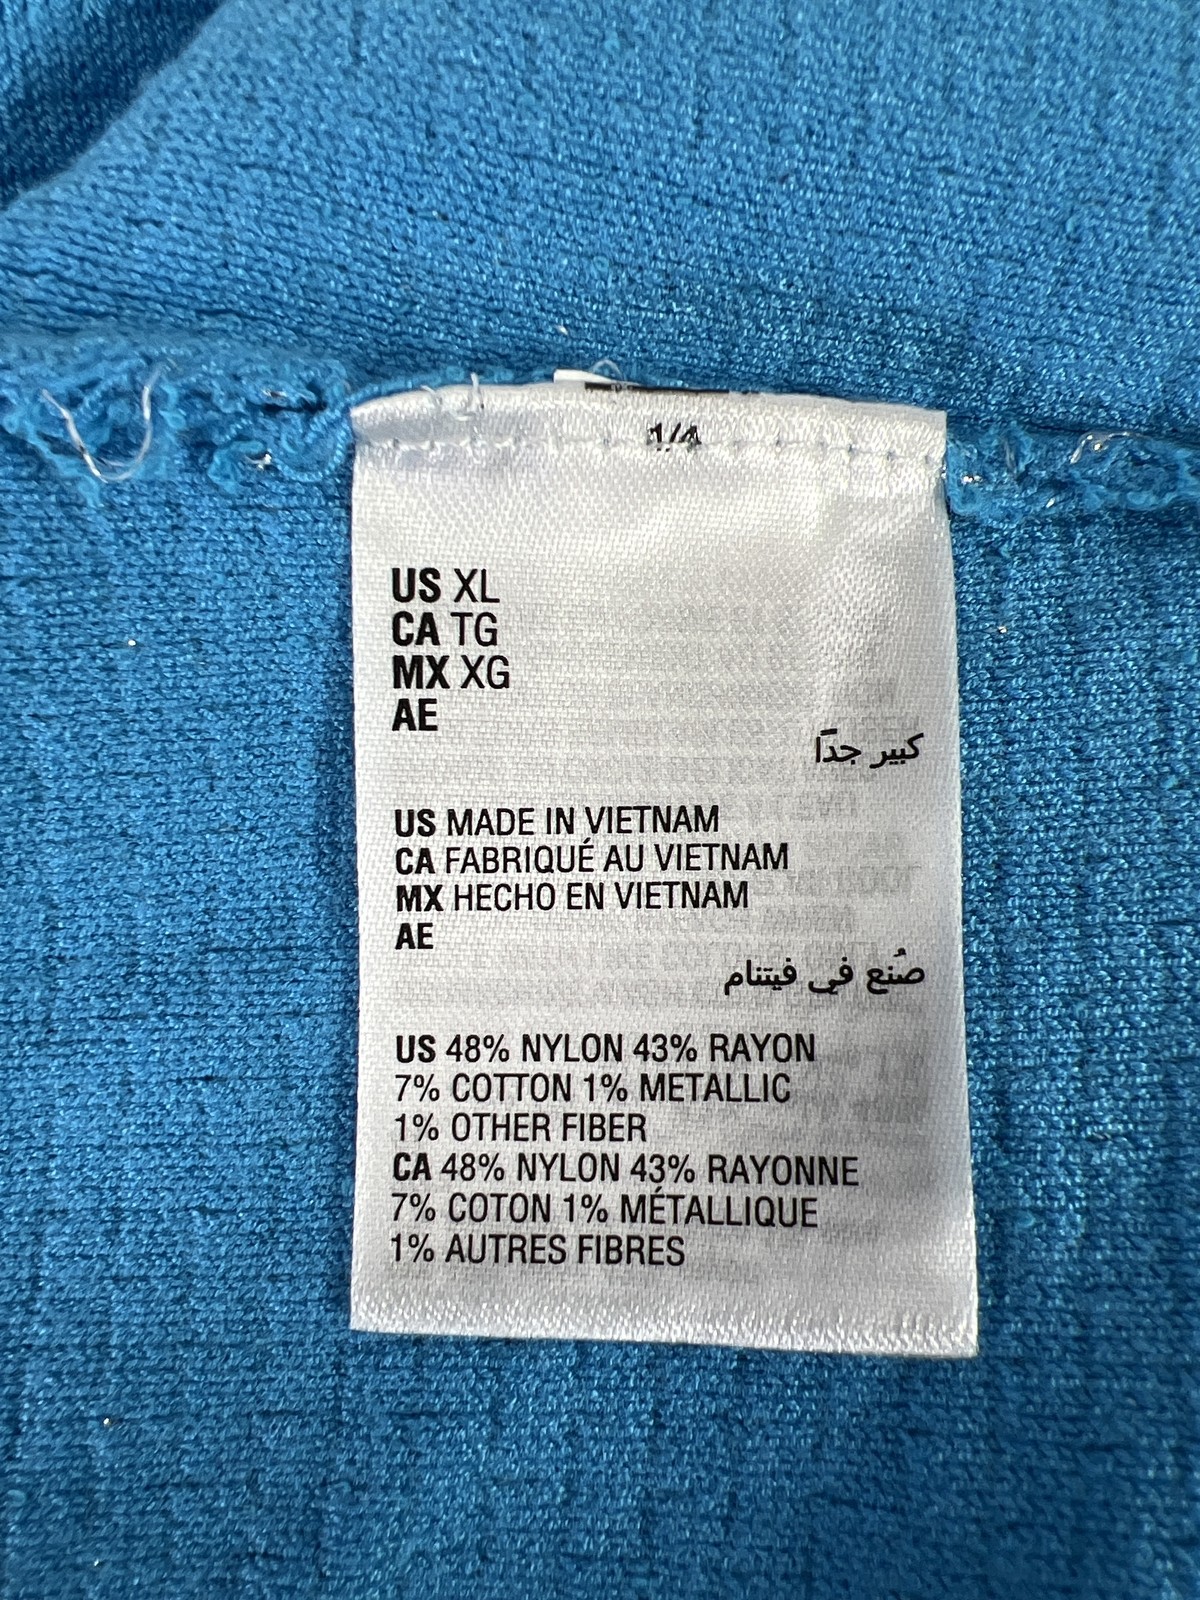 1/4
US XL
CA TG
MX XG
AE
كبير جدًا
US MADE IN VIETNAM
CA FABRIQUÉ AU VIETNAM
MX HECHO EN VIETNAM
AE
صُنع في فيتنام
US 48% NYLON 43% RAYON
7% COTTON 1% METALLIC
1% OTHER FIBER
CA 48% NYLON 43% RAYONNE
7% COTON 1% MÉTALLIQUE
1% AUTRES FIBRES